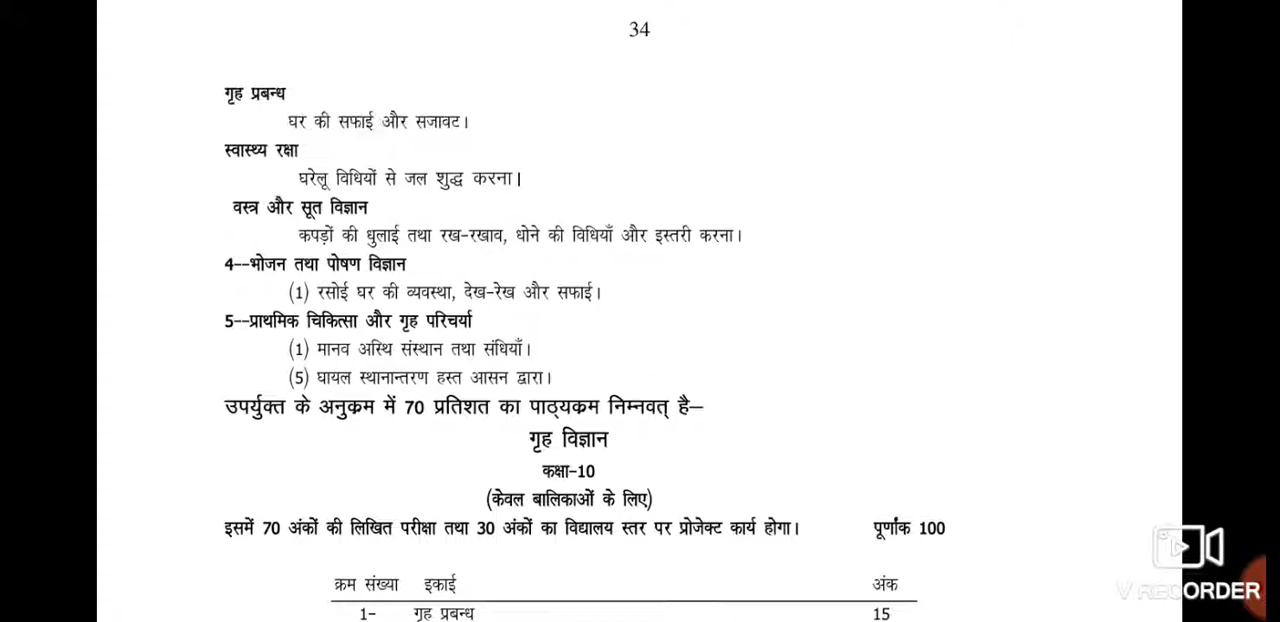 34
गृह प्रबन्ध
घर की सफाई और सजावट।
स्वास्थ्य रक्षा
घरेलू विधियों से जल शुद्ध करना।
वस्त्र और सूत विज्ञान
कपड़ों की धुलाई तथा रख-रखाव, धोने की विधियाँ और इस्तरी करना।
4--भोजन तथा पोषण विज्ञान
(1) रसोई घर की व्यवस्था, देख-रेख और सफाई।
5--प्राथमिक चिकित्सा और गृह परिचर्या
(1) मानव अस्थि संस्थान तथा संधियाँ।
(5) घायल स्थानान्तरण हस्त आसन द्वारा।
उपर्युक्त के अनुक्रम में 70 प्रतिशत का पाठ्यक्रम निम्नवत् है—
गृह विज्ञान
कक्षा-10
(केवल बालिकाओं के लिए)
इसमें 70 अंकों की लिखित परीक्षा तथा 30 अंकों का विद्यालय स्तर पर प्रोजेक्ट कार्य होगा। पूर्णांक 100
क्रम संख्या इकाई अंक
1- गृह प्रबन्ध 15
V RECORDER